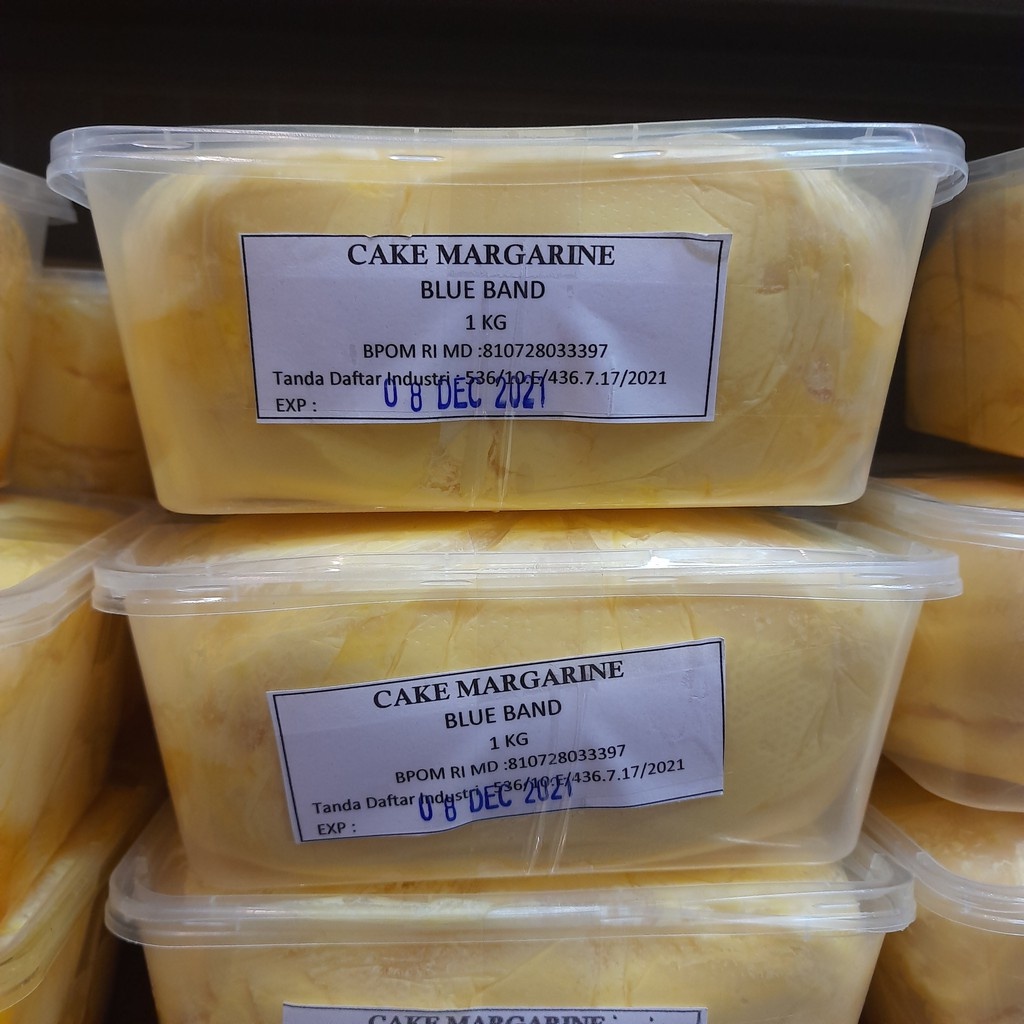 CAKE MARGARINE
BLUE BAND
1 KG
BPOM RI MD :810728033397
Tanda Daftar Industri : 536/10.E/436.7.17/2021
EXP : 08 DEC 2021
CAKE MARGARINE
BLUE BAND
1 KG
BPOM RI MD :810728033397
Tanda Daftar Industri : 536/10.E/436.7.17/2021
EXP : 08 DEC 2021
CAKE MARGARINE